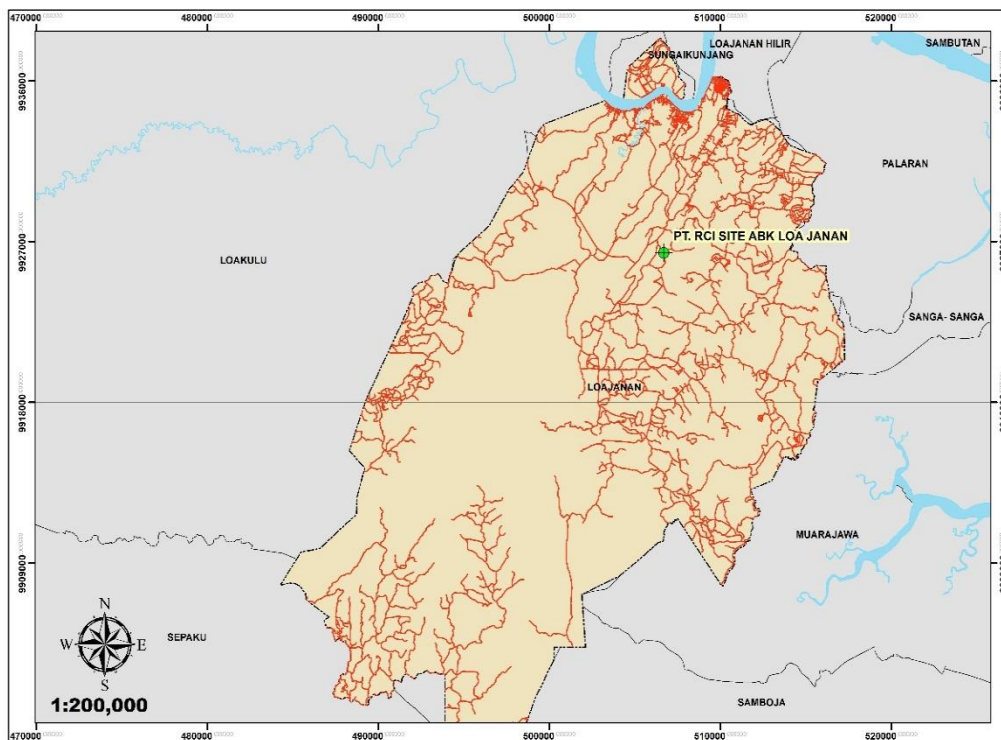 470000 480000 490000 500000 510000 520000
LOAJANAN HILIR
SAMBUTAN
SUNGAIKUNJANG
9936000
PALARAN
PT. RCI SITE ABK LOA JANAN
9927000
LOAKULU
SANGA- SANGA
LOAJANAN
9918000
MUARAJAWA
9909000
N
W E
S
SEPAKU
1:200,000
SAMBOJA
470000 480000 490000 500000 510000 520000